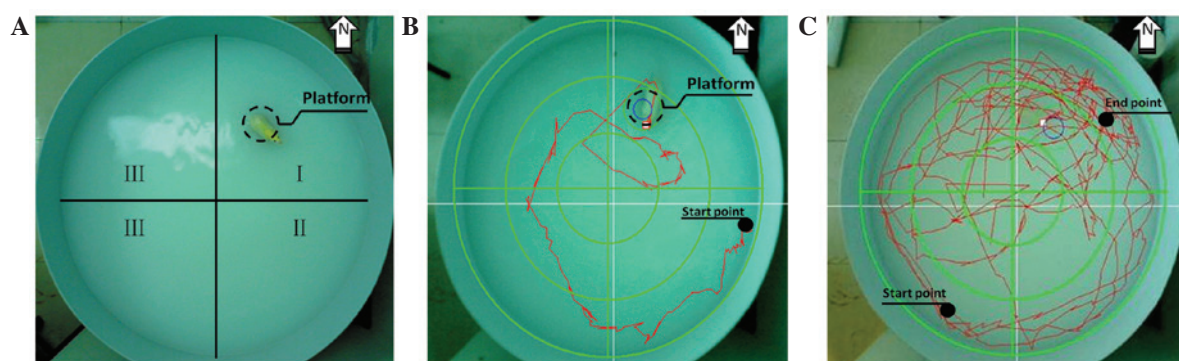 A
N
Platform
III
I
III
II
B
N
Platform
Start point
C
N
End point
Start point